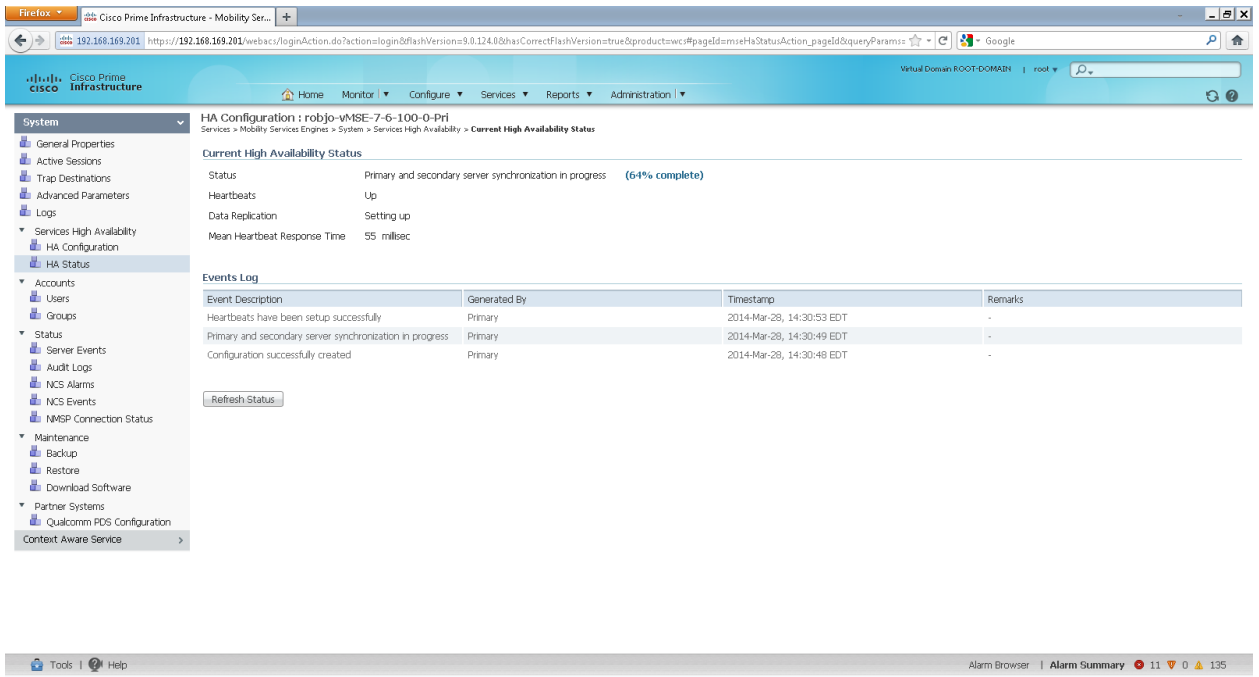 Firefox
Cisco Prime Infrastructure - Mobility Ser...
192.168.169.201 https://192.168.169.201/webacs/loginAction.do?action=login&flashVersion=9.0.124.0&hasCorrectFlashVersion=true&product=wcs#pageId=mseHaStatusAction_pageId&queryParams=
Google
Cisco Prime
cisco Infrastructure
Virtual Domain ROOT-DOMAIN | root
Home Monitor Configure Services Reports Administration
System
General Properties
Active Sessions
Trap Destinations
Advanced Parameters
Logs
Services High Availability
HA Configuration
HA Status
Accounts
Users
Groups
Status
Server Events
Audit Logs
NCS Alarms
NCS Events
NMSP Connection Status
Maintenance
Backup
Restore
Download Software
Partner Systems
Qualcomm PDS Configuration
Context Aware Service
HA Configuration : robjo-vMSE-7-6-100-0-Pri
Services > Mobility Services Engines > System > Services High Availability > Current High Availability Status
Current High Availability Status
Status Primary and secondary server synchronization in progress (64% complete)
Heartbeats Up
Data Replication Setting up
Mean Heartbeat Response Time 55 millisec
Events Log
Event Description Generated By Timestamp Remarks
Heartbeats have been setup successfully Primary 2014-Mar-28, 14:30:53 EDT -
Primary and secondary server synchronization in progress Primary 2014-Mar-28, 14:30:49 EDT -
Configuration successfully created Primary 2014-Mar-28, 14:30:48 EDT -
Refresh Status
Tools | Help
Alarm Browser | Alarm Summary 11 0 135